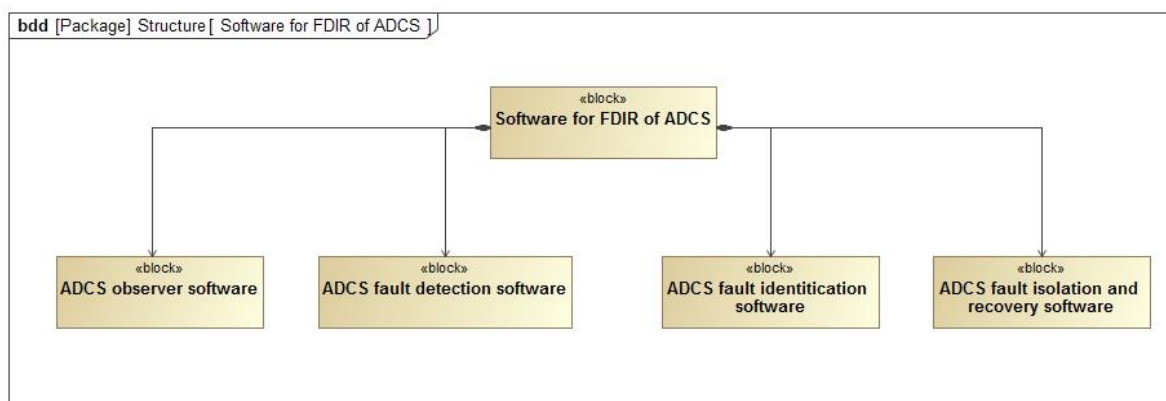 bdd [Package] Structure [ Software for FDIR of ADCS ]
«block»
Software for FDIR of ADCS
«block»
ADCS observer software
«block»
ADCS fault detection software
«block»
ADCS fault identitication
software
«block»
ADCS fault isolation and
recovery software